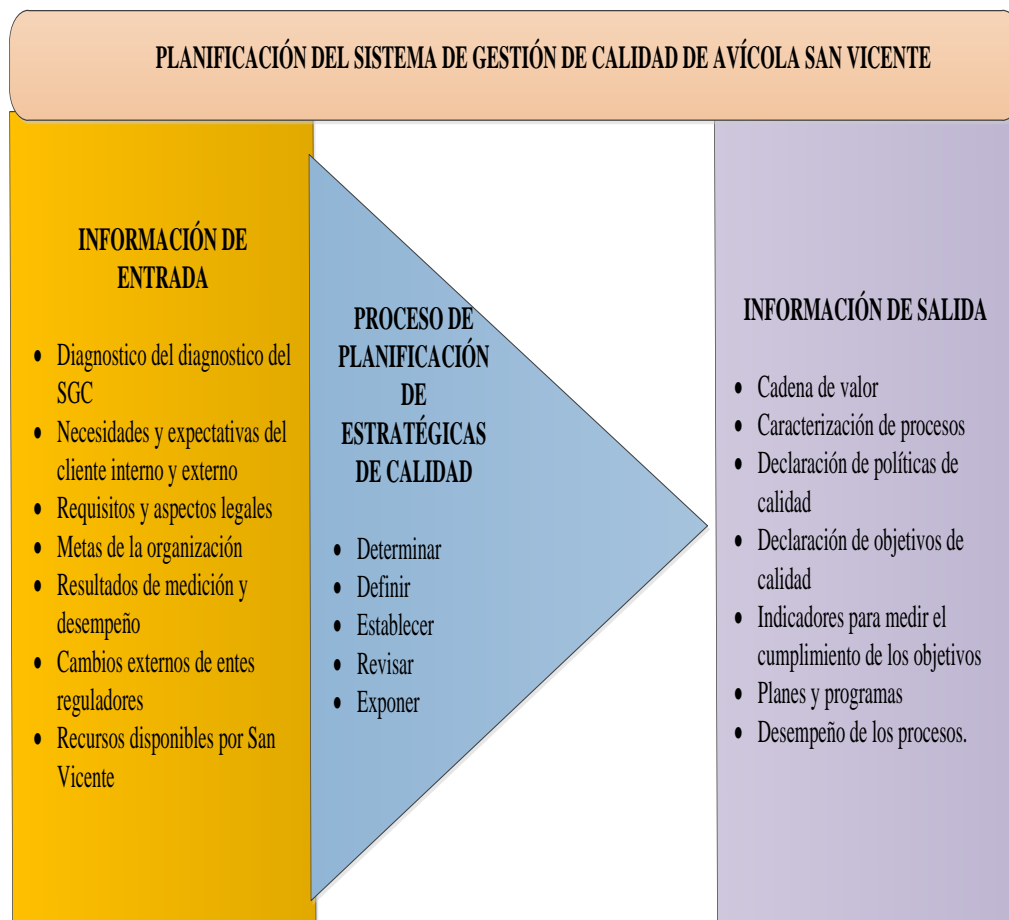 PLANIFICACIÓN DEL SISTEMA DE GESTIÓN DE CALIDAD DE AVÍCOLA SAN VICENTE
INFORMACIÓN DE
ENTRADA
• Diagnostico del diagnostico del
SGC
• Necesidades y expectativas del
cliente interno y externo
• Requisitos y aspectos legales
• Metas de la organización
• Resultados de medición y
desempeño
• Cambios externos de entes
reguladores
• Recursos disponibles por San
Vicente
PROCESO DE
PLANIFICACIÓN
DE
ESTRATÉGICAS
DE CALIDAD
• Determinar
• Definir
• Establecer
• Revisar
• Exponer
INFORMACIÓN DE SALIDA
• Cadena de valor
• Caracterización de procesos
• Declaración de políticas de
calidad
• Declaración de objetivos de
calidad
• Indicadores para medir el
cumplimiento de los objetivos
• Planes y programas
• Desempeño de los procesos.